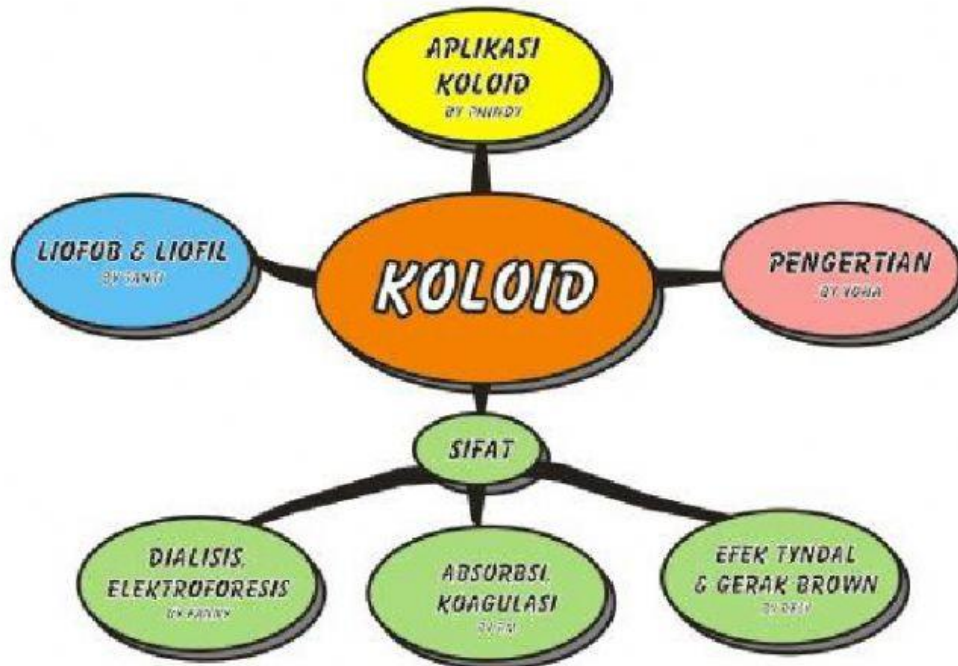 APLIKASI
KOLOID
LIOFOB & LIOFIL
KOLOID
PENGERTIAN
SIFAT
DIALISIS,
ELEKTROFORESIS
ABSORBSI,
KOAGULASI
EFEK TYNDAL
& GERAK BROWN